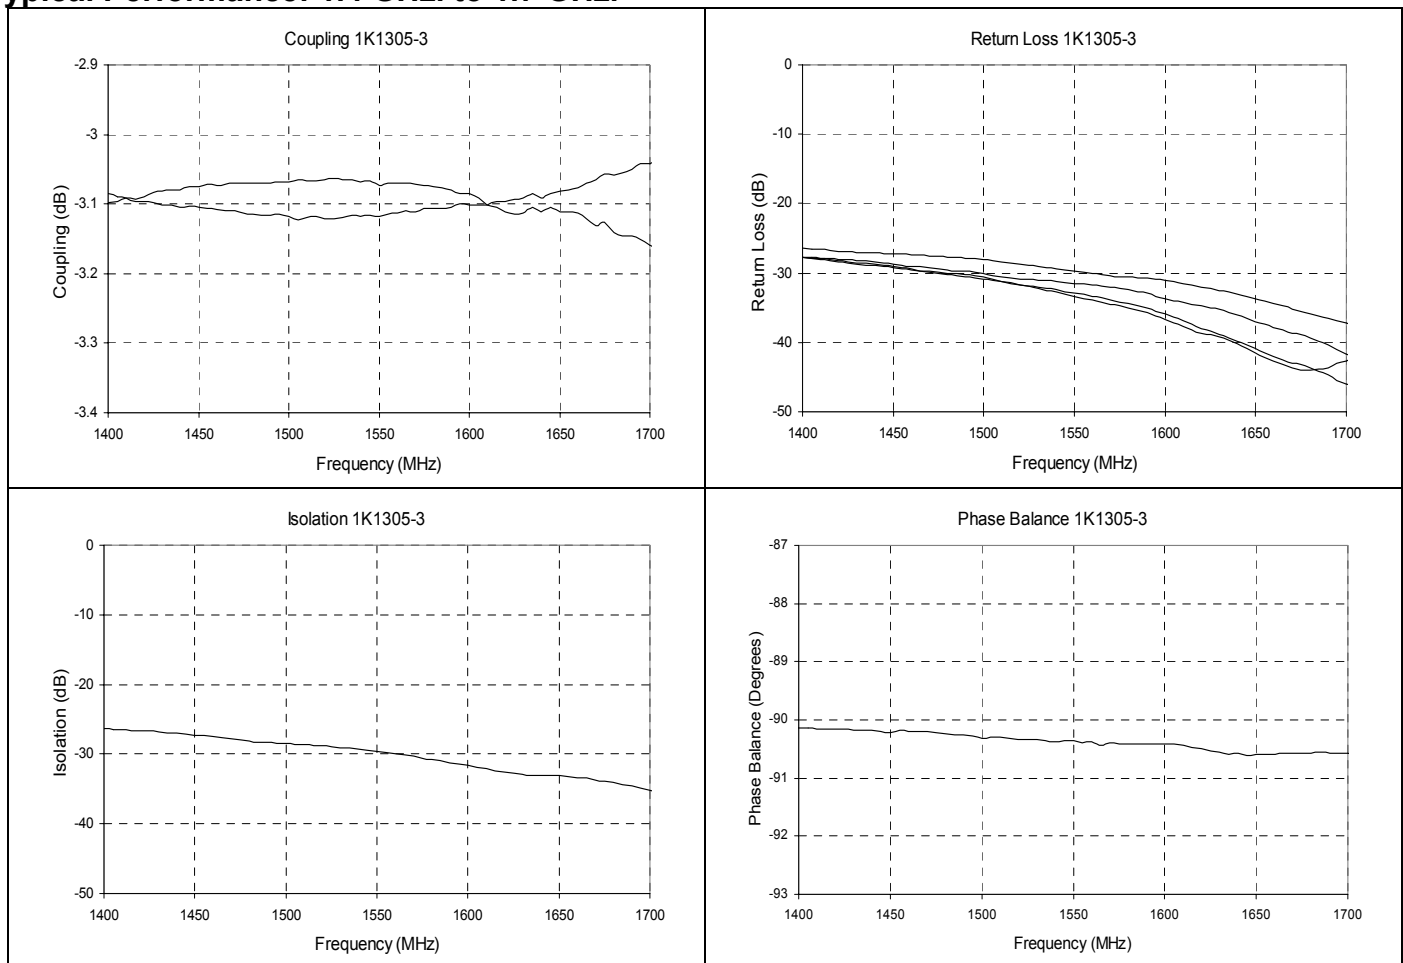 Coupling 1K1305-3
-2.9
-3
-3.1
-3.2
-3.3
-3.4
Coupling (dB)
1400 1450 1500 1550 1600 1650 1700
Frequency (MHz)
Return Loss 1K1305-3
0
-10
-20
-30
-40
-50
Return Loss (dB)
1400 1450 1500 1550 1600 1650 1700
Frequency (MHz)
Isolation 1K1305-3
0
-10
-20
-30
-40
-50
Isolation (dB)
1400 1450 1500 1550 1600 1650 1700
Frequency (MHz)
Phase Balance 1K1305-3
-87
-88
-89
-90
-91
-92
-93
Phase Balance (Degrees)
1400 1450 1500 1550 1600 1650 1700
Frequency (MHz)